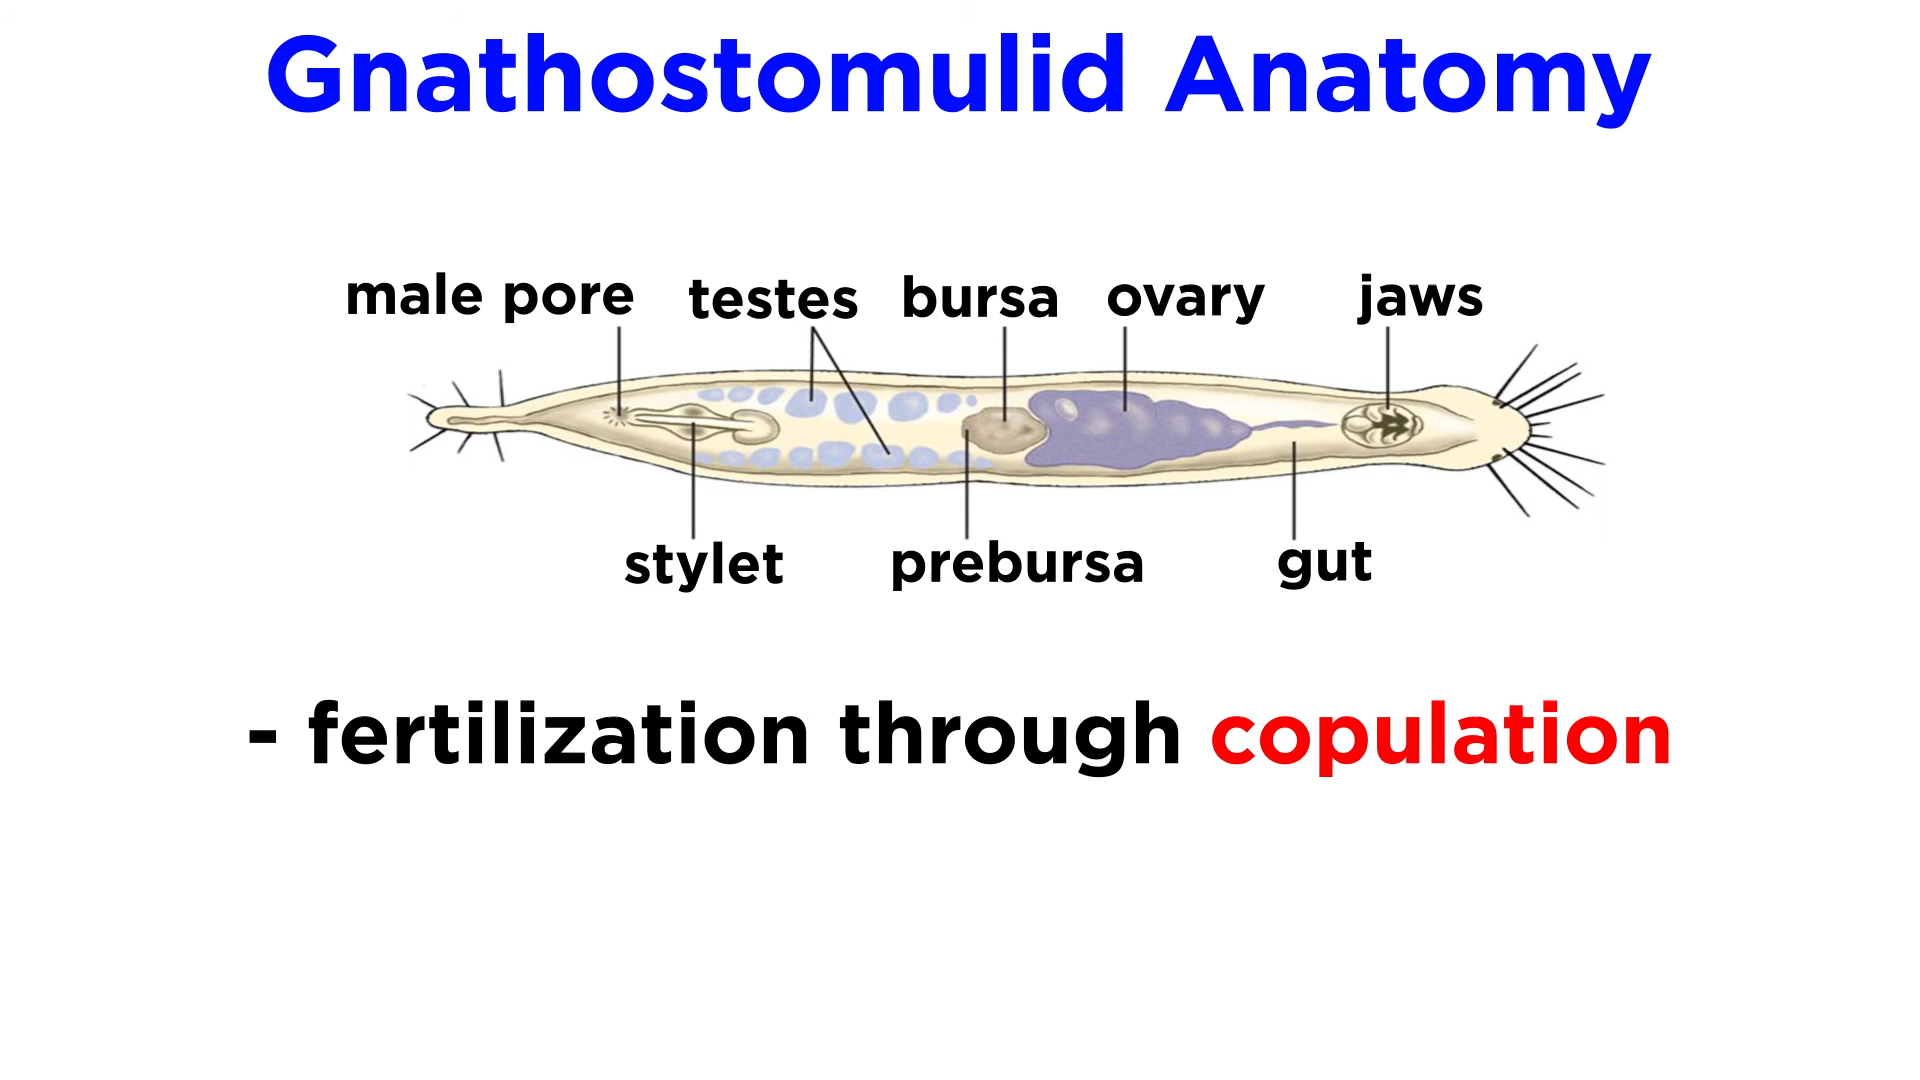 Gnathostomulid Anatomy
male pore testes bursa ovary jaws
stylet prebursa gut
- fertilization through copulation